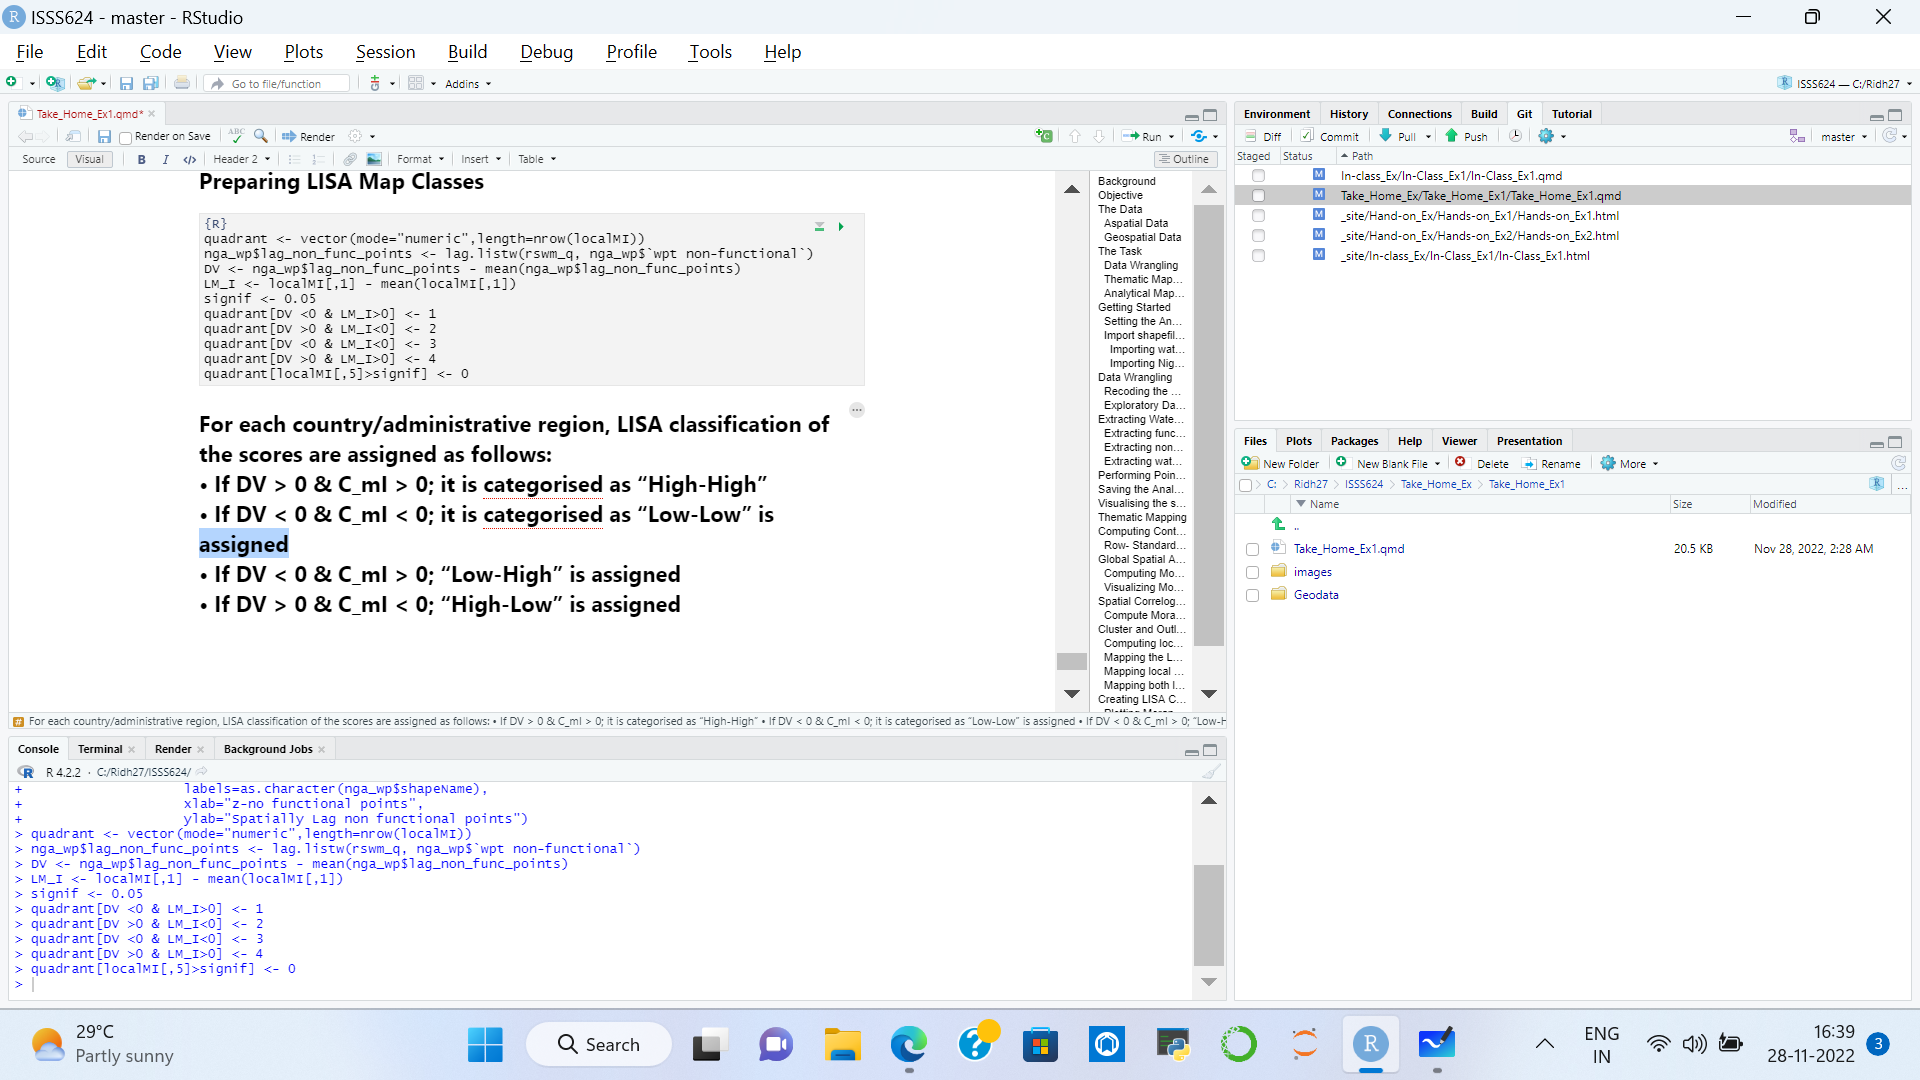 ISSS624 - master - RStudio
File Edit Code View Plots Session Build Debug Profile Tools Help
Go to file/function Addins ISSS624 — C:/Ridh27
Take_Home_Ex1.qmd*
Render on Save ABC Render Run
Source Visual B I </> Header 2 Format Insert Table Outline
Preparing LISA Map Classes
{R}
quadrant <- vector(mode="numeric",length=nrow(localMI))
nga_wp$lag_non_func_points <- lag.listw(rswm_q, nga_wp$`wpt non-functional`)
DV <- nga_wp$lag_non_func_points - mean(nga_wp$lag_non_func_points)
LM_I <- localMI[,1] - mean(localMI[,1])
signif <- 0.05
quadrant[DV <0 & LM_I>0] <- 1
quadrant[DV >0 & LM_I<0] <- 2
quadrant[DV <0 & LM_I<0] <- 3
quadrant[DV >0 & LM_I>0] <- 4
quadrant[localMI[,5]>signif] <- 0
For each country/administrative region, LISA classification of
the scores are assigned as follows:
• If DV > 0 & C_mI > 0; it is categorised as “High-High”
• If DV < 0 & C_mI < 0; it is categorised as “Low-Low” is
assigned
• If DV < 0 & C_mI > 0; “Low-High” is assigned
• If DV > 0 & C_mI < 0; “High-Low” is assigned
Background
Objective
The Data
Aspatial Data
Geospatial Data
The Task
Data Wrangling
Thematic Map...
Analytical Map...
Getting Started
Setting the An...
Import shapefil...
Importing wat...
Importing Nig...
Data Wrangling
Recoding the ...
Exploratory Da...
Extracting Wate...
Extracting func...
Extracting non...
Extracting wat...
Performing Poin...
Saving the Anal...
Visualising the s...
Thematic Mapping
Computing Cont...
Row- Standard...
Global Spatial A...
Computing Mo...
Visualizing Mo...
Spatial Correlog...
Compute Mora...
Cluster and Outl...
Computing loc...
Mapping the L...
Mapping local ...
Mapping both l...
Creating LISA C...
# For each country/administrative region, LISA classification of the scores are assigned as follows: • If DV > 0 & C_mI > 0; it is categorised as “High-High” • If DV < 0 & C_mI < 0; it is categorised as “Low-Low” is assigned • If DV < 0 & C_mI > 0; “Low-H
Console Terminal Render Background Jobs
R 4.2.2 · C:/Ridh27/ISSS624/
+ labels=as.character(nga_wp$shapeName),
+ xlab="z-no functional points",
+ ylab="Spatially Lag non functional points")
> quadrant <- vector(mode="numeric",length=nrow(localMI))
> nga_wp$lag_non_func_points <- lag.listw(rswm_q, nga_wp$`wpt non-functional`)
> DV <- nga_wp$lag_non_func_points - mean(nga_wp$lag_non_func_points)
> LM_I <- localMI[,1] - mean(localMI[,1])
> signif <- 0.05
> quadrant[DV <0 & LM_I>0] <- 1
> quadrant[DV >0 & LM_I<0] <- 2
> quadrant[DV <0 & LM_I<0] <- 3
> quadrant[DV >0 & LM_I>0] <- 4
> quadrant[localMI[,5]>signif] <- 0
>
Environment History Connections Build Git Tutorial
Diff Commit Pull Push master
Staged Status Path
M In-class_Ex/In-Class_Ex1/In-Class_Ex1.qmd
M Take_Home_Ex/Take_Home_Ex1/Take_Home_Ex1.qmd
M _site/Hand-on_Ex/Hands-on_Ex1/Hands-on_Ex1.html
M _site/Hand-on_Ex/Hands-on_Ex2/Hands-on_Ex2.html
M _site/In-class_Ex/In-Class_Ex1/In-Class_Ex1.html
Files Plots Packages Help Viewer Presentation
New Folder New Blank File Delete Rename More
C: > Ridh27 > ISSS624 > Take_Home_Ex > Take_Home_Ex1 ...
Name Size Modified
..
Take_Home_Ex1.qmd 20.5 KB Nov 28, 2022, 2:28 AM
images
Geodata
29°C
Partly sunny
Search
ENG
IN
16:39
28-11-2022
3